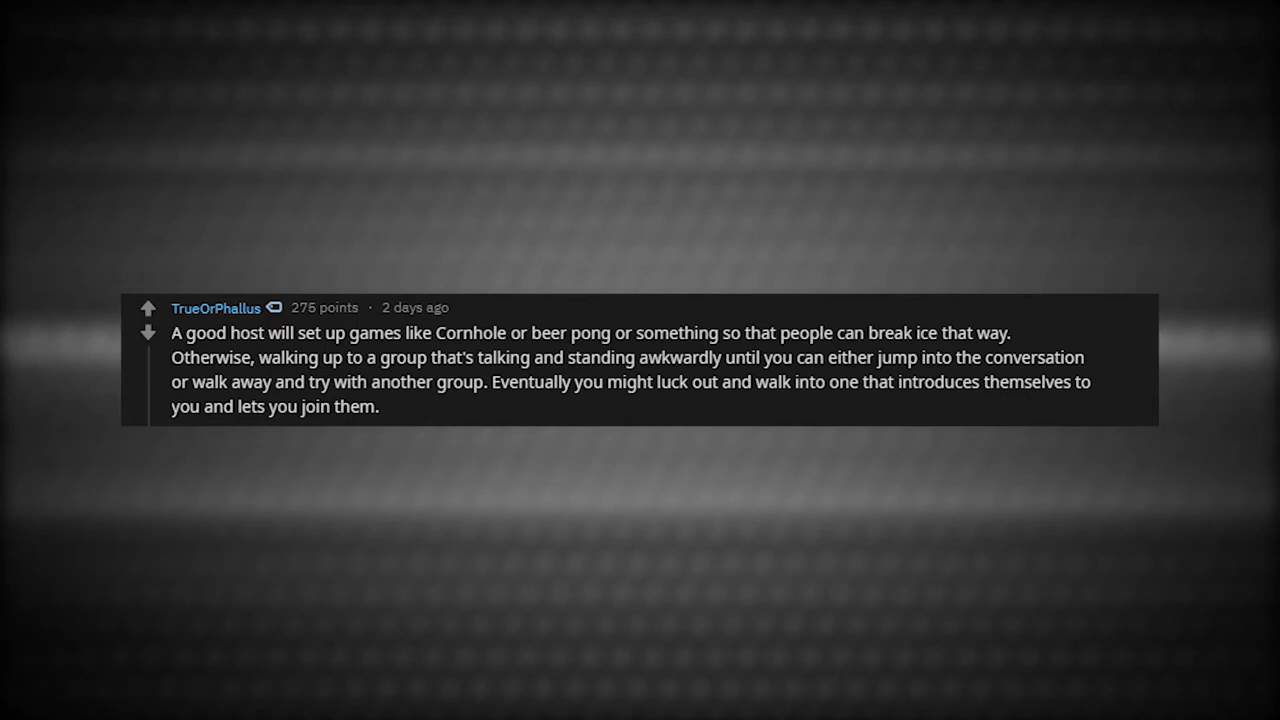 TrueOrPhallus 275 points · 2 days ago
A good host will set up games like Cornhole or beer pong or something so that people can break ice that way.
Otherwise, walking up to a group that's talking and standing awkwardly until you can either jump into the conversation
or walk away and try with another group. Eventually you might luck out and walk into one that introduces themselves to
you and lets you join them.